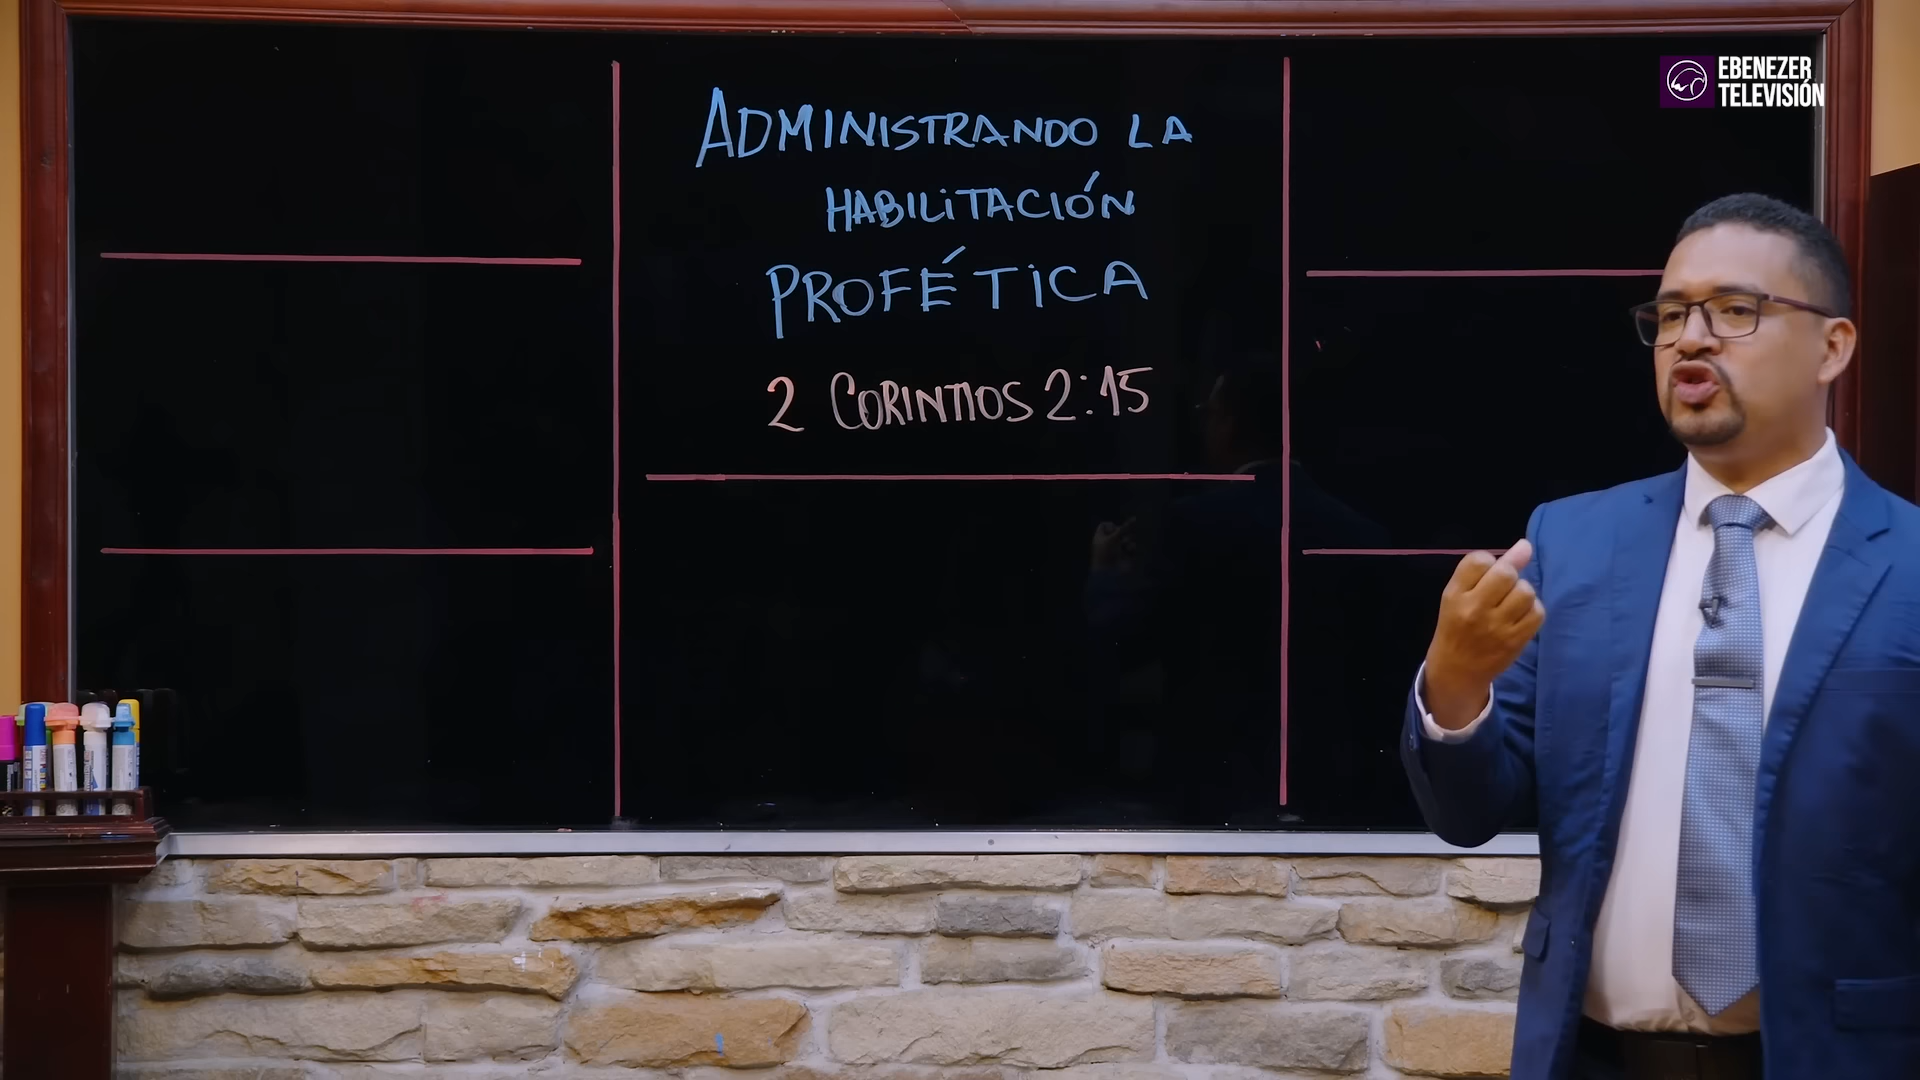 EBENEZER
TELEVISIÓN
ADMINISTRANDO LA
HABILITACIÓN
PROFÉTICA
2 CORINTIOS 2:15